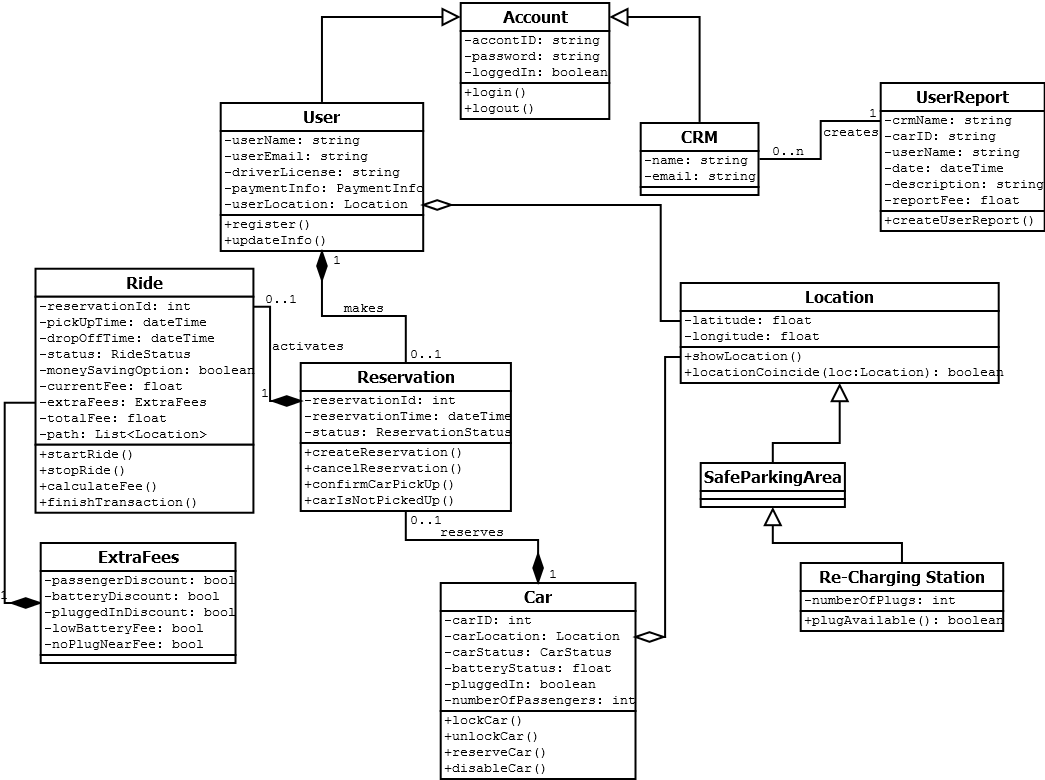 Account
-accontID: string
-password: string
-loggedIn: boolean
+login()
+logout()
User
-userName: string
-userEmail: string
-driverLicense: string
-paymentInfo: PaymentInfo
-userLocation: Location
+register()
+updateInfo()
CRM
-name: string
-email: string
0..n
1
creates
UserReport
-crmName: string
-carID: string
-userName: string
-date: dateTime
-description: string
-reportFee: float
+createUserReport()
1
makes
0..1
Ride
-reservationId: int
-pickUpTime: dateTime
-dropOffTime: dateTime
-status: RideStatus
-moneySavingOption: boolean
-currentFee: float
-extraFees: ExtraFees
-totalFee: float
-path: List<Location>
+startRide()
+stopRide()
+calculateFee()
+finishTransaction()
0..1
activates
1
Reservation
-reservationId: int
-reservationTime: dateTime
-status: ReservationStatus
+createReservation()
+cancelReservation()
+confirmCarPickUp()
+carIsNotPickedUp()
0..1
reserves
1
Location
-latitude: float
-longitude: float
+showLocation()
+locationCoincide(loc:Location): boolean
SafeParkingArea
Re-Charging Station
-numberOfPlugs: int
+plugAvailable(): boolean
1
ExtraFees
-passengerDiscount: bool
-batteryDiscount: bool
-pluggedInDiscount: bool
-lowBatteryFee: bool
-noPlugNearFee: bool
Car
-carID: int
-carLocation: Location
-carStatus: CarStatus
-batteryStatus: float
-pluggedIn: boolean
-numberOfPassengers: int
+lockCar()
+unlockCar()
+reserveCar()
+disableCar()